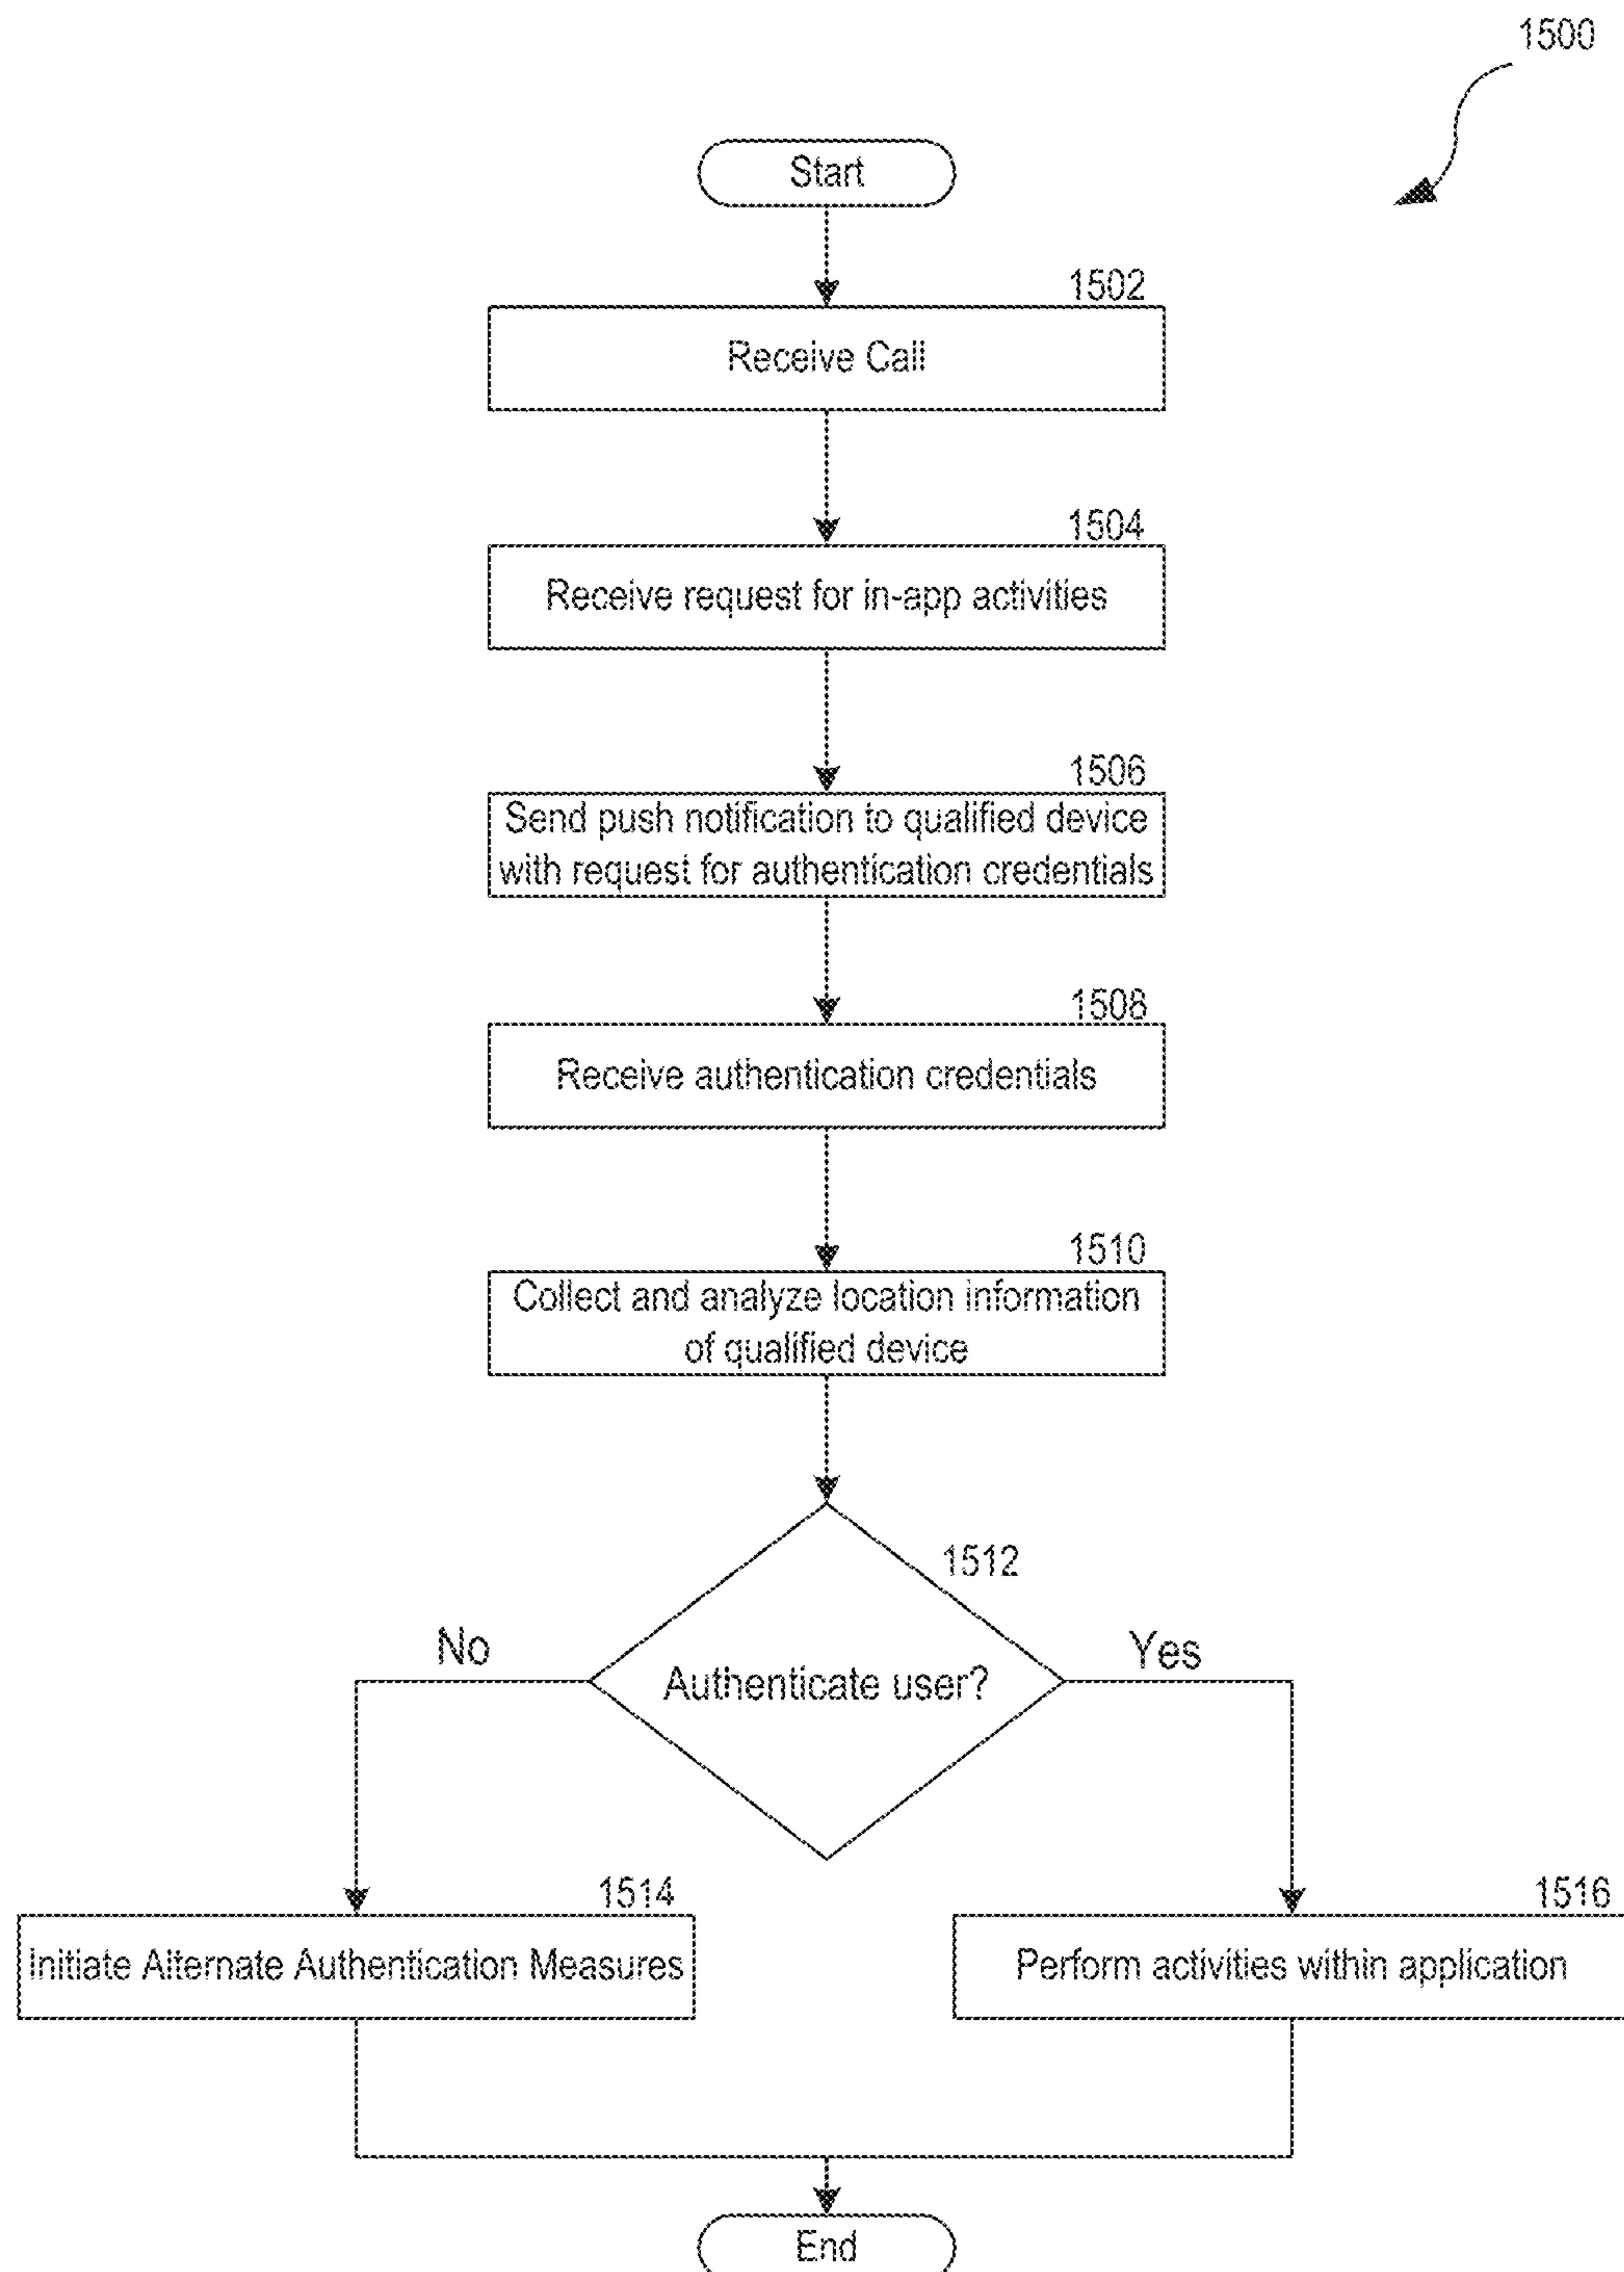 1500
Start
1502
Receive Call
1504
Receive request for in-app activities
1506
Send push notification to qualified device
with request for authentication credentials
1508
Receive authentication credentials
1510
Collect and analyze location information
of qualified device
1512
No
Yes
Authenticate user?
1514
1516
Initiate Alternate Authentication Measures
Perform activities within application
End